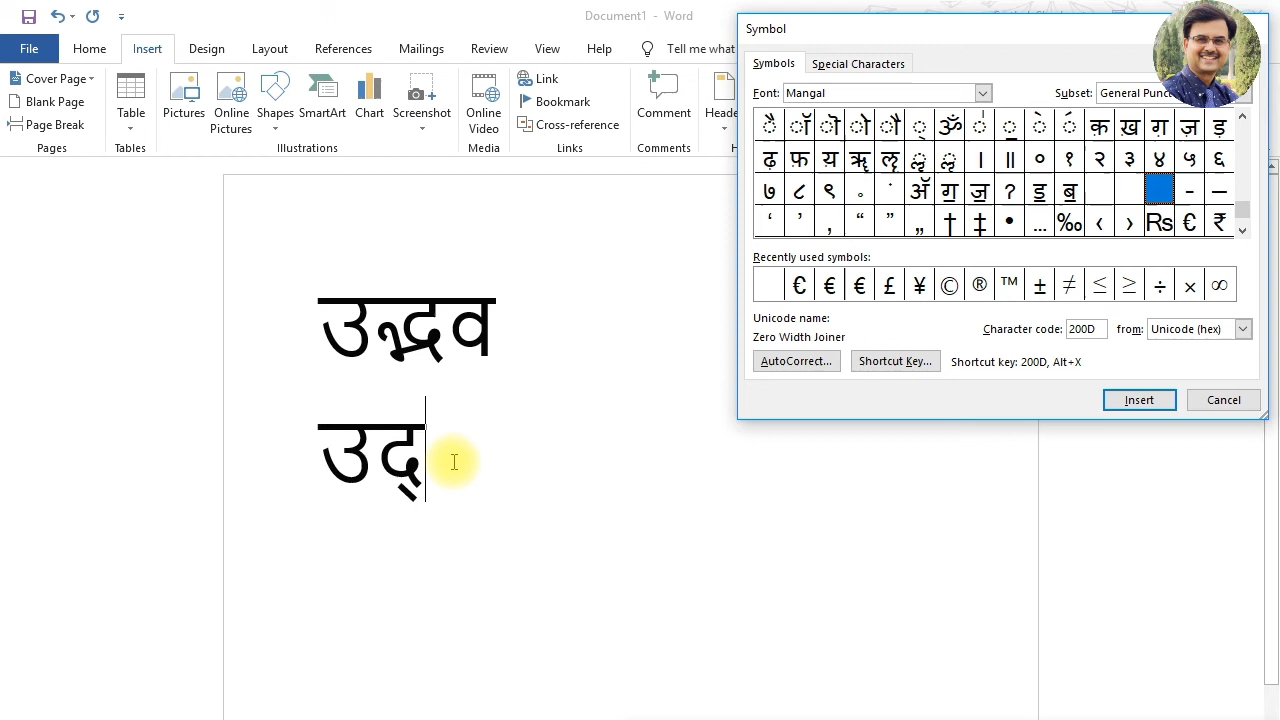 Document1 - Word
File Home Insert Design Layout References Mailings Review View Help Tell me what
Cover Page
Blank Page
Page Break
Pages
Table
Tables
Pictures
Online
Pictures
Shapes
SmartArt
Chart
Screenshot
Illustrations
Online
Video
Media
Link
Bookmark
Cross-reference
Links
Comment
Comments
उद्भव
उद्
Symbol
Symbols Special Characters
Font: Mangal
Subset: General Punc
ै ॉ ॊ ो ौ ् ॐ ॑ ॒ ॓ ॔ क़ ख़ ग़ ज़ ड़
ढ़ फ़ य़ ॠ ॡ ।  ॥ ० १ २ ३ ४ ५ ६
७ ८ ९ ॰ ॱ ॲ ॻ ॼ ॽ ॾ ॿ - –
‘ ’ ‚ “ ” „ † ‡ • … ‰ ‹ › ₨ € ₹
Recently used symbols:
€ € € £ ¥ © ® ™ ± ≠ ≤ ≥ ÷ × ∞
Unicode name:
Zero Width Joiner
Character code: 200D from: Unicode (hex)
AutoCorrect... Shortcut Key... Shortcut key: 200D, Alt+X
Insert Cancel